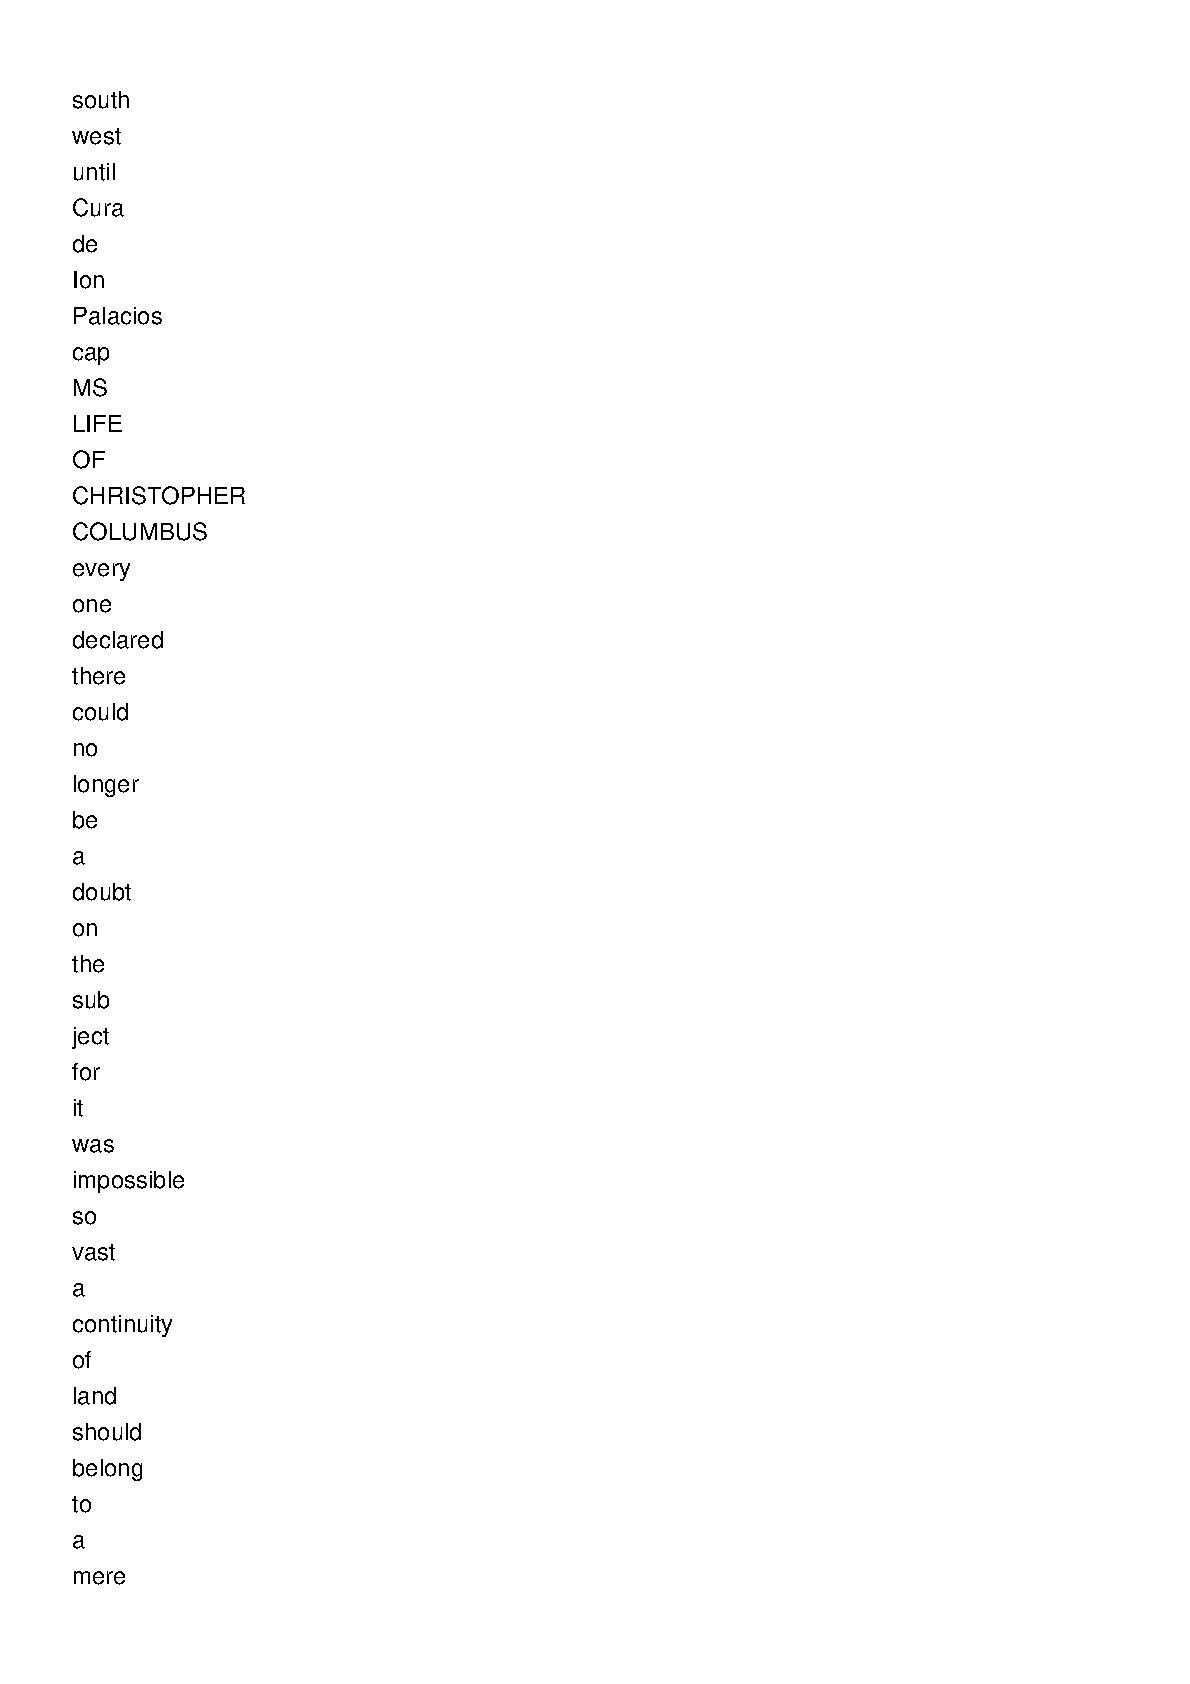 south
west
until
Cura
de
Ion
Palacios
cap
MS
LIFE
OF
CHRISTOPHER
COLUMBUS
every
one
declared
there
could
no
longer
be
a
doubt
on
the
sub
ject
for
it
was
impossible
so
vast
a
continuity
of
land
should
belong
to
a
mere